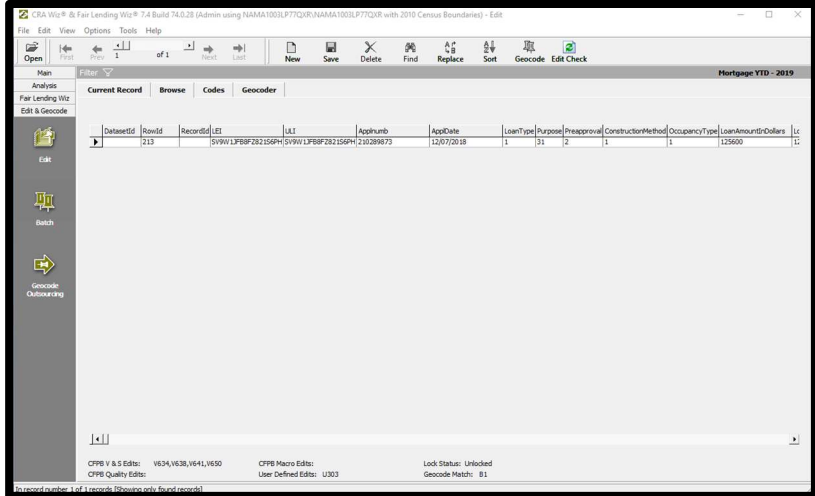 CRA Wiz® & Fair Lending Wiz® 7.4 Build 74.0.28 (Admin using NAMA1003LP77QXR\NAMA1003LP77QXR with 2010 Census Boundaries) - Edit
File Edit View Options Tools Help
Open First Prev 1 of 1 Next Last New Save Delete Find Replace Sort Geocode Edit Check
Main Filter Mortgage YTD - 2019
Analysis
Fair Lending Wiz
Edit & Geocode
Current Record Browse Codes Geocoder
DatasetId RowId RecordId LEI ULI Applnumb ApplDate LoanType Purpose Preapproval ConstructionMethod OccupancyType LoanAmountInDollars Lo
213 5V9W1JFB8FZ821S6PH 5V9W1JFB8FZ821S6PH 210289873 12/07/2018 1 31 2 1 1 125600 12
Edit
Batch
Geocode
Outsourcing
CFPB V & S Edits: V634,V638,V641,V650 CFPB Macro Edits: Lock Status: Unlocked
CFPB Quality Edits: User Defined Edits: U303 Geocode Match: B1
In record number 1 of 1 records [Showing only found records]